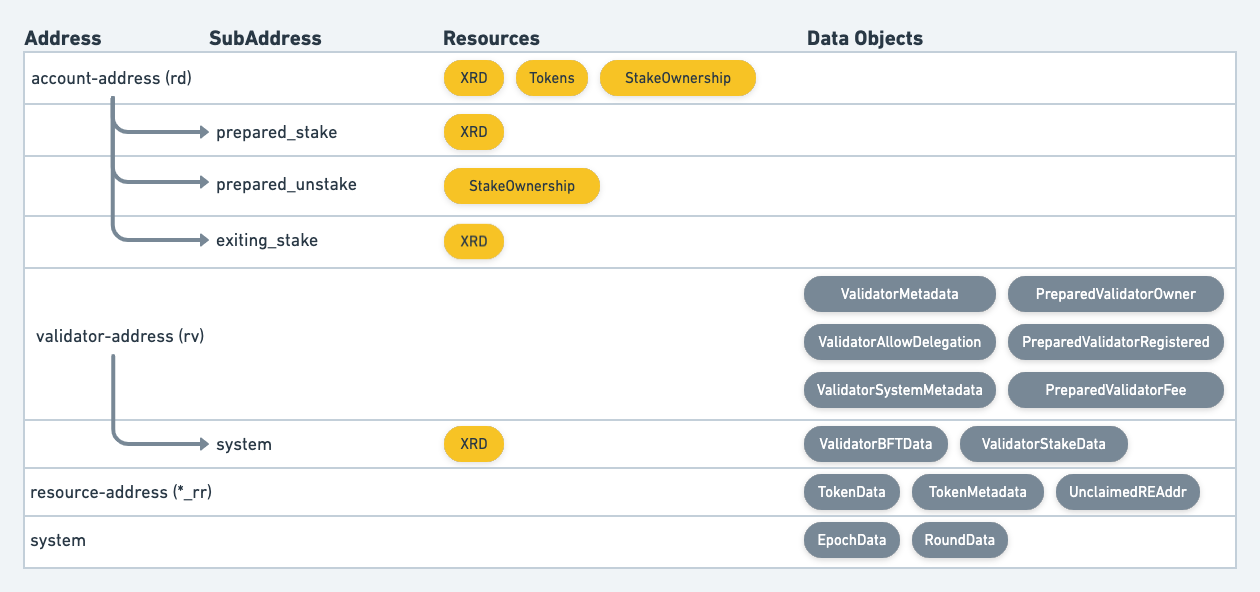 Address SubAddress Resources Data Objects
account-address (rd) XRD Tokens StakeOwnership
prepared_stake XRD
prepared_unstake StakeOwnership
exiting_stake XRD
ValidatorMetadata PreparedValidatorOwner
validator-address (rv) ValidatorAllowDelegation PreparedValidatorRegistered
ValidatorSystemMetadata PreparedValidatorFee
system XRD ValidatorBFTData ValidatorStakeData
resource-address (*_rr) TokenData TokenMetadata UnclaimedREAddr
system EpochData RoundData